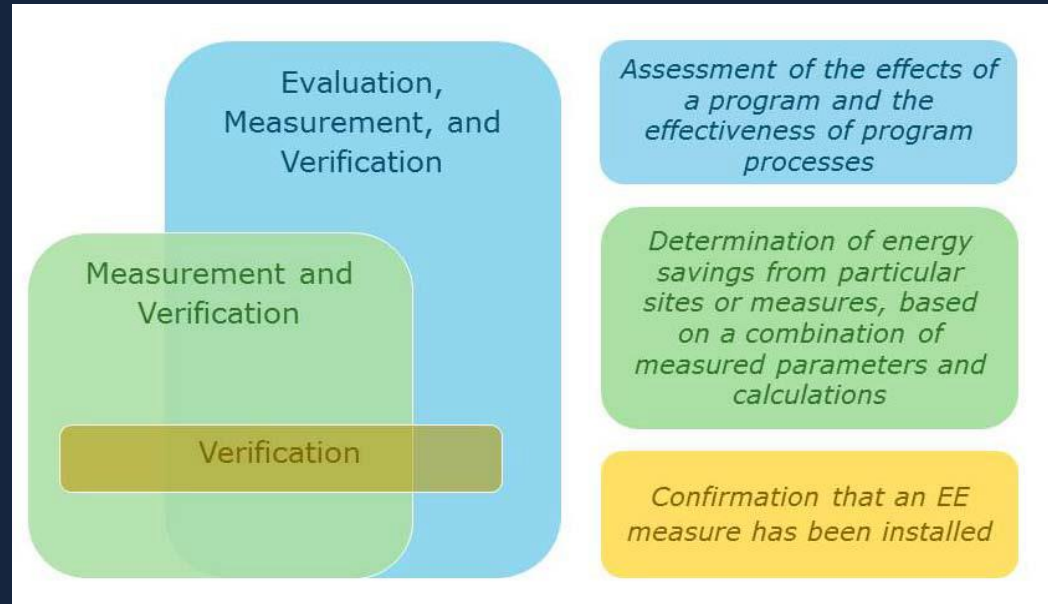 Evaluation,
Measurement, and
Verification
Measurement and
Verification
Verification
Assessment of the effects of
a program and the
effectiveness of program
processes
Determination of energy
savings from particular
sites or measures, based
on a combination of
measured parameters and
calculations
Confirmation that an EE
measure has been installed